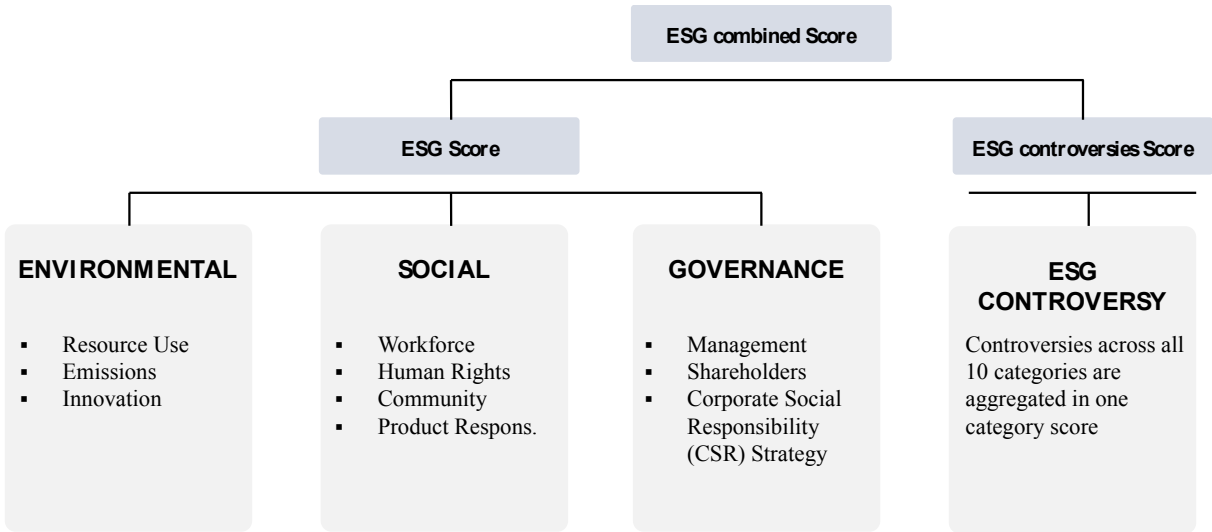 ESG combined Score
ESG Score
ESG controversies Score
ENVIRONMENTAL
▪ Resource Use
▪ Emissions
▪ Innovation
SOCIAL
▪ Workforce
▪ Human Rights
▪ Community
▪ Product Respons.
GOVERNANCE
▪ Management
▪ Shareholders
▪ Corporate Social
Responsibility
(CSR) Strategy
ESG
CONTROVERSY
Controversies across all
10 categories are
aggregated in one
category score